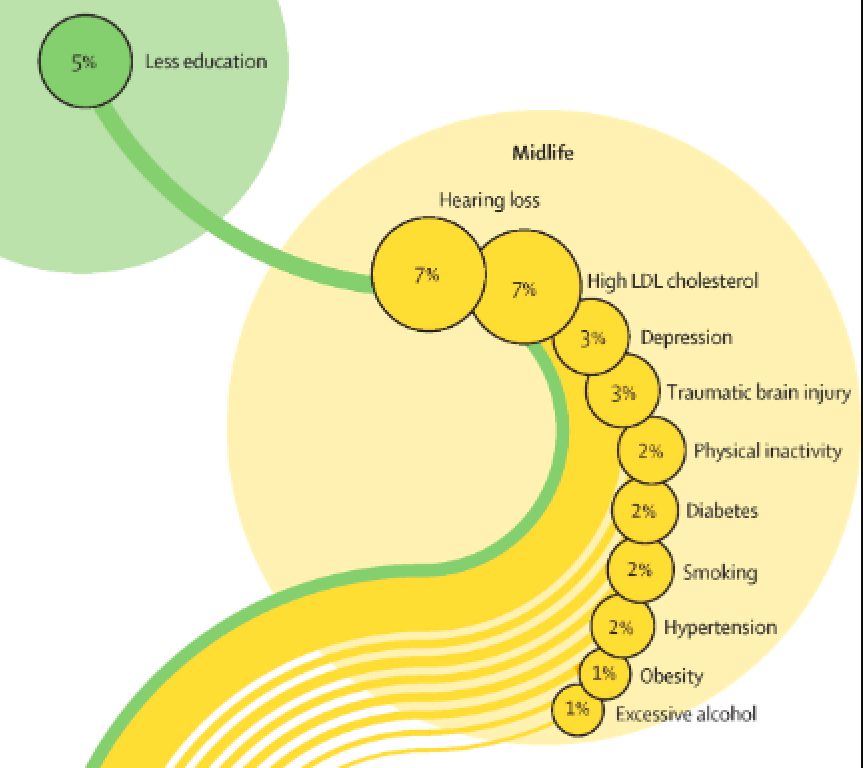 5% Less education
Midlife
Hearing loss
7%
7% High LDL cholesterol
3% Depression
3% Traumatic brain injury
2% Physical inactivity
2% Diabetes
2% Smoking
2% Hypertension
1% Obesity
1% Excessive alcohol